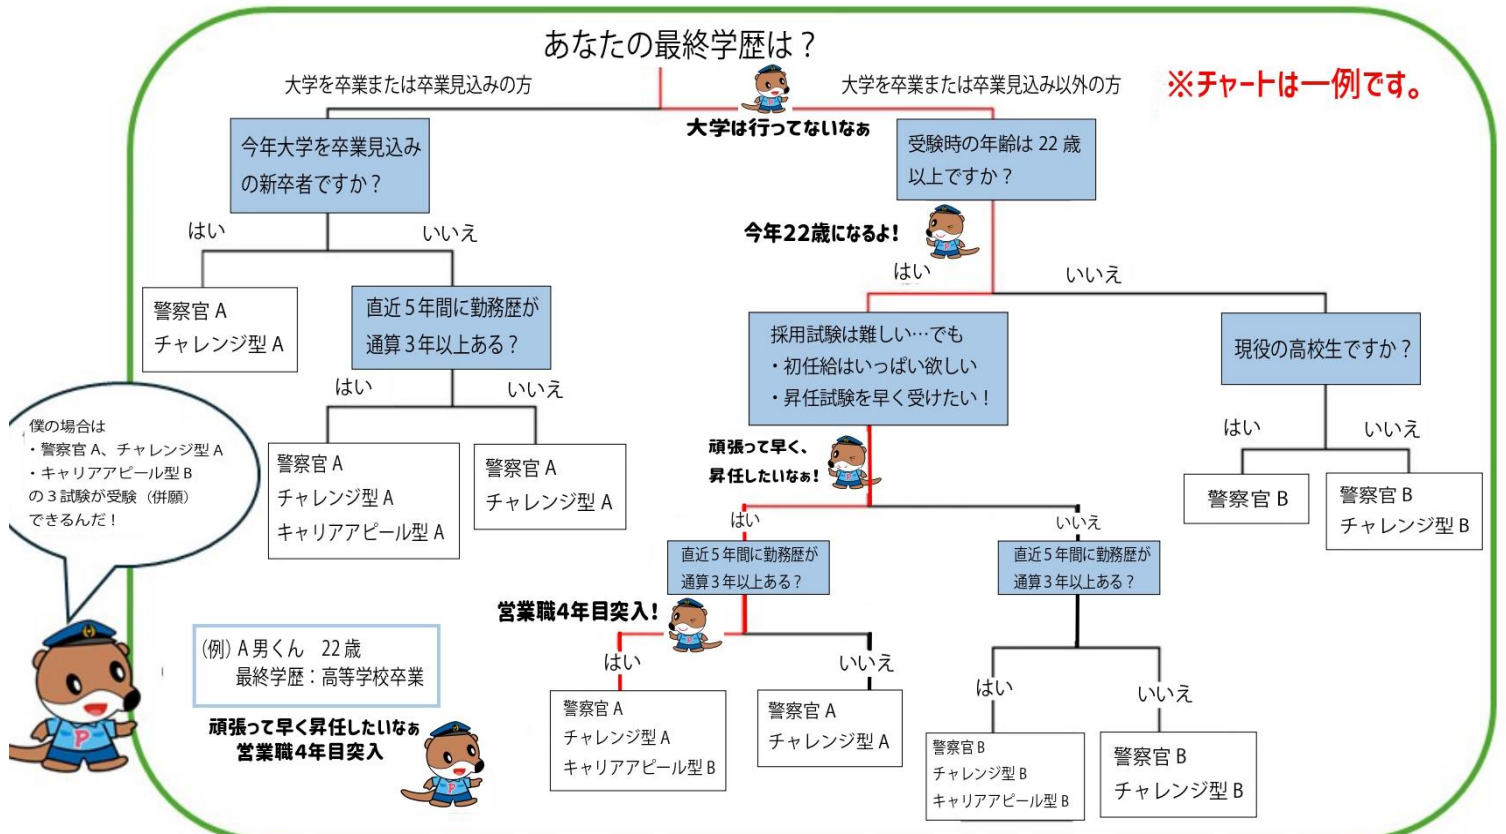 あなたの最終学歴は？
大学を卒業または卒業見込みの方
大学を卒業または卒業見込み以外の方
※チャートは一例です。
大学は行ってないなぁ
今年大学を卒業見込み
の新卒者ですか？
受験時の年齢は 22 歳
以上ですか？
はい
いいえ
今年22歳になるよ！
はい
いいえ
警察官 A
チャレンジ型 A
直近５年間に勤務歴が
通算３年以上ある？
採用試験は難しい…でも
・初任給はいっぱい欲しい
・昇任試験を早く受けたい！
現役の高校生ですか？
はい
いいえ
はい
いいえ
僕の場合は
・警察官 A、チャレンジ型 A
・キャリアアピール型 B
の３試験が受験（併願）
できるんだ！
警察官 A
チャレンジ型 A
キャリアアピール型 A
警察官 A
チャレンジ型 A
頑張って早く、
昇任したいなぁ！
警察官 B
警察官 B
チャレンジ型 B
はい
いいえ
直近５年間に勤務歴が
通算３年以上ある？
直近５年間に勤務歴が
通算３年以上ある？
営業職4年目突入！
はい
いいえ
はい
いいえ
(例) A 男くん　22 歳
最終学歴：高等学校卒業
頑張って早く昇任したいなぁ
営業職4年目突入
警察官 A
チャレンジ型 A
キャリアアピール型 B
警察官 A
チャレンジ型 A
警察官 B
チャレンジ型 B
キャリアアピール型 B
警察官 B
チャレンジ型 B
P
P